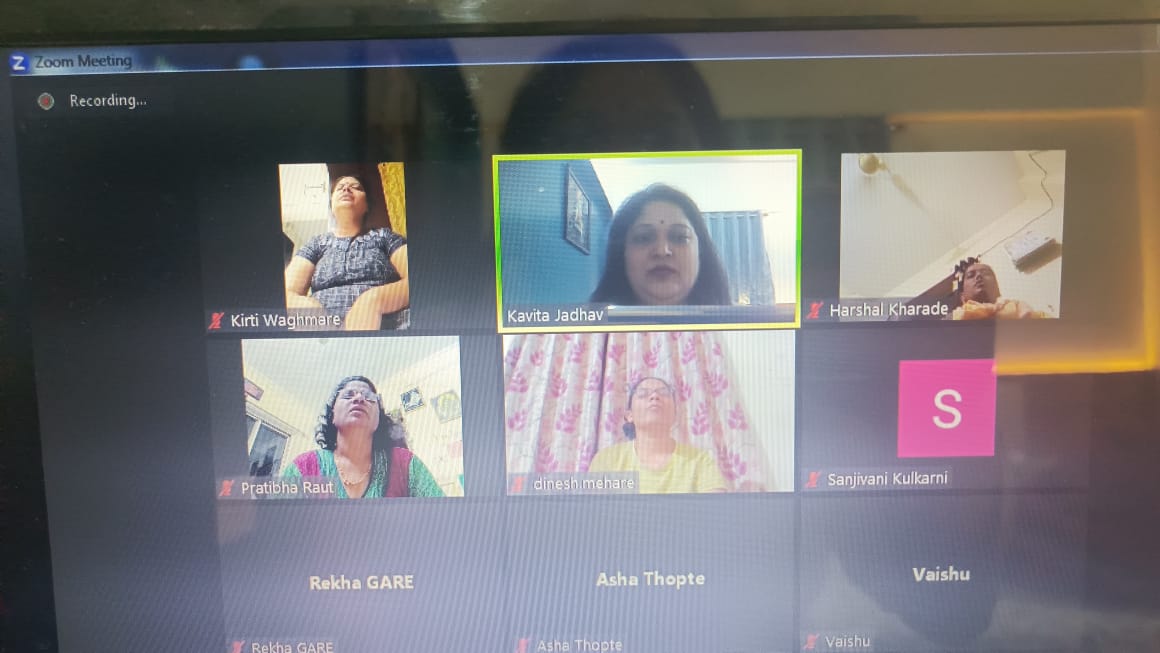 Zoom Meeting
Recording...
Kirti Waghmare
Kavita Jadhav
Harshal Kharade
Pratibha Raut
dinesh.mehare
S
Sanjivani Kulkarni
Rekha GARE
Asha Thopte
Vaishu
Rekha GARE
Asha Thopte
Vaishu